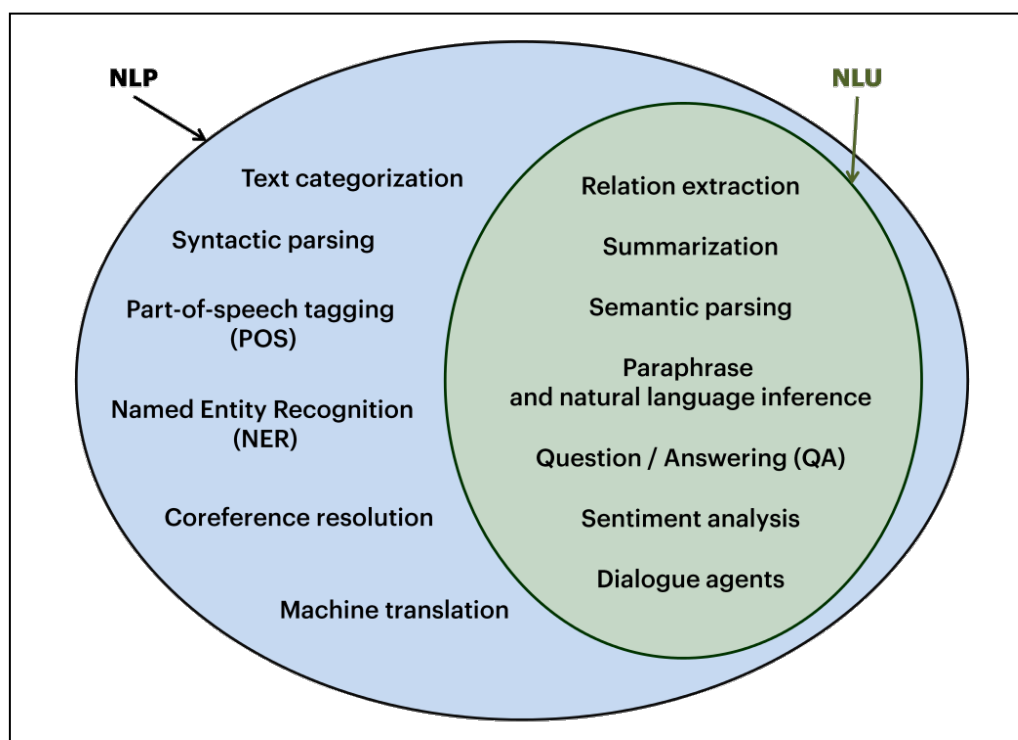 NLP
NLU
Text categorization
Syntactic parsing
Part-of-speech tagging
(POS)
Named Entity Recognition
(NER)
Coreference resolution
Machine translation
Relation extraction
Summarization
Semantic parsing
Paraphrase
and natural language inference
Question / Answering (QA)
Sentiment analysis
Dialogue agents